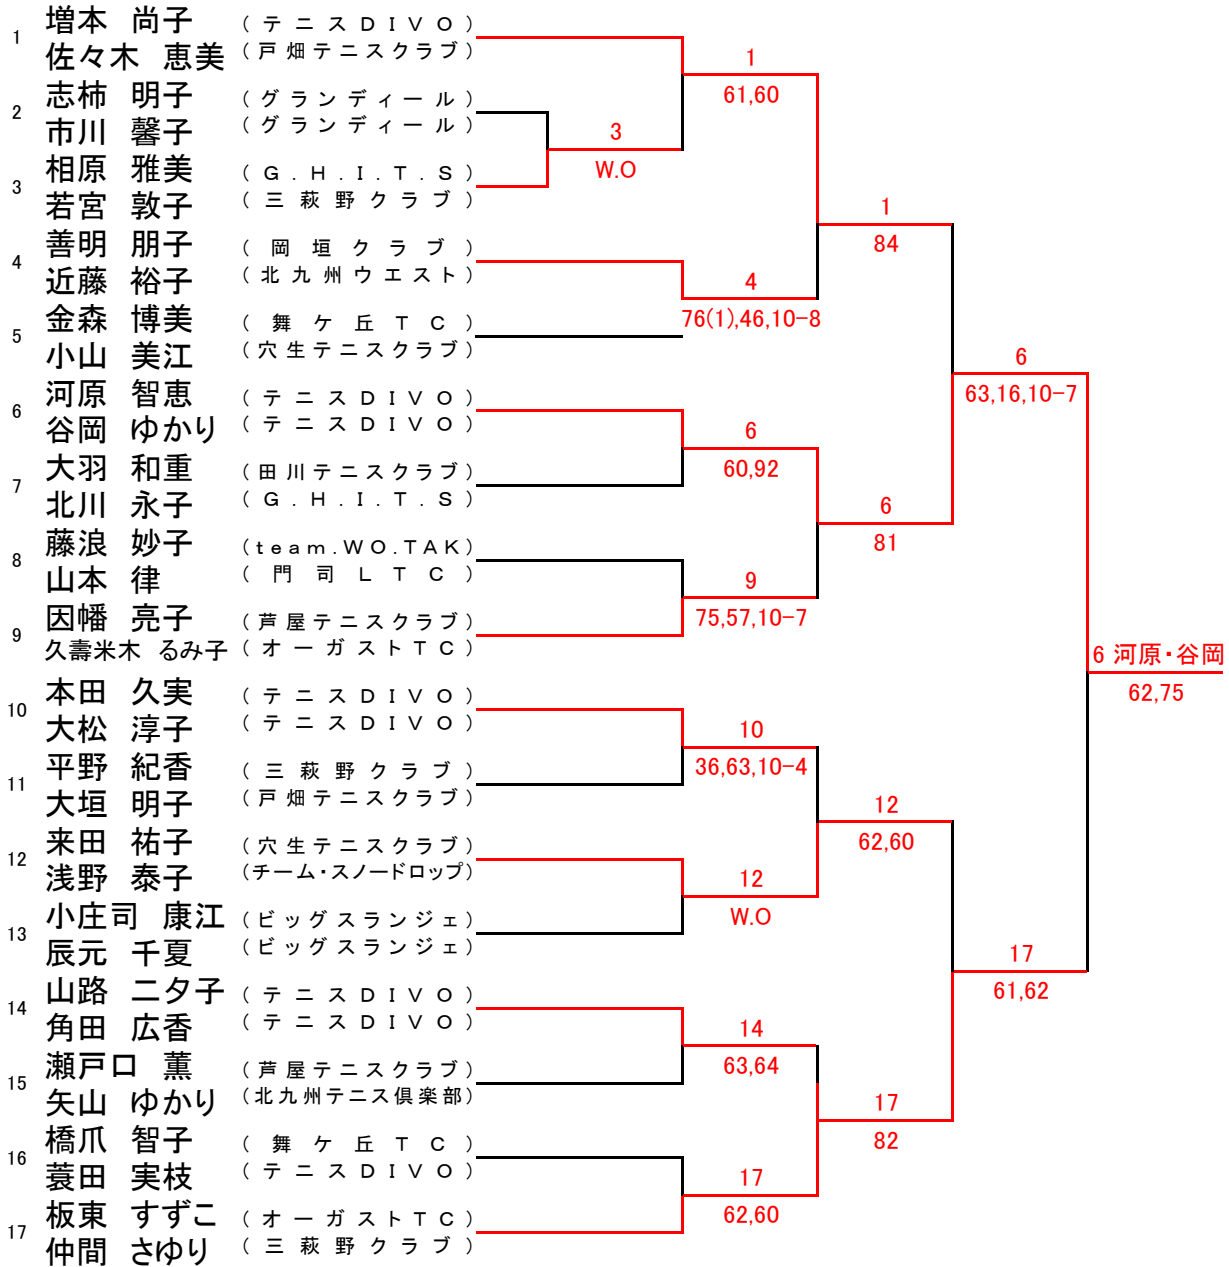 1
増本 尚子 (テニスDIVO)
佐々木 恵美 (戸畑テニスクラブ)
2
志柿 明子 (グランディール)
市川 馨子 (グランディール)
3
相原 雅美 (G.H.I.T.S)
若宮 敦子 (三萩野クラブ)
4
善明 朋子 (岡垣クラブ)
近藤 裕子 (北九州ウエスト)
5
金森 博美 (舞ケ丘TC)
小山 美江 (穴生テニスクラブ)
6
河原 智恵 (テニスDIVO)
谷岡 ゆかり (テニスDIVO)
7
大羽 和重 (田川テニスクラブ)
北川 永子 (G.H.I.T.S)
8
藤浪 妙子 (team.WO.TAK)
山本 律 (門司LTC)
9
因幡 亮子 (芦屋テニスクラブ)
久壽米木 るみ子 (オーガストTC)
10
本田 久実 (テニスDIVO)
大松 淳子 (テニスDIVO)
11
平野 紀香 (三萩野クラブ)
大垣 明子 (戸畑テニスクラブ)
12
来田 祐子 (穴生テニスクラブ)
浅野 泰子 (チーム・スノードロップ)
13
小庄司 康江 (ビッグスランジェ)
辰元 千夏 (ビッグスランジェ)
14
山路 二夕子 (テニスDIVO)
角田 広香 (テニスDIVO)
15
瀬戸口 薫 (芦屋テニスクラブ)
矢山 ゆかり (北九州テニス倶楽部)
16
橋爪 智子 (舞ケ丘TC)
蓑田 実枝 (テニスDIVO)
17
板東 すずこ (オーガストTC)
仲間 さゆり (三萩野クラブ)
3
W.O
1
61,60
4
76(1),46,10-8
6
60,92
9
75,57,10-7
10
36,63,10-4
12
W.O
14
63,64
17
62,60
1
84
6
81
12
62,60
17
82
6
63,16,10-7
17
61,62
6 河原・谷岡
62,75